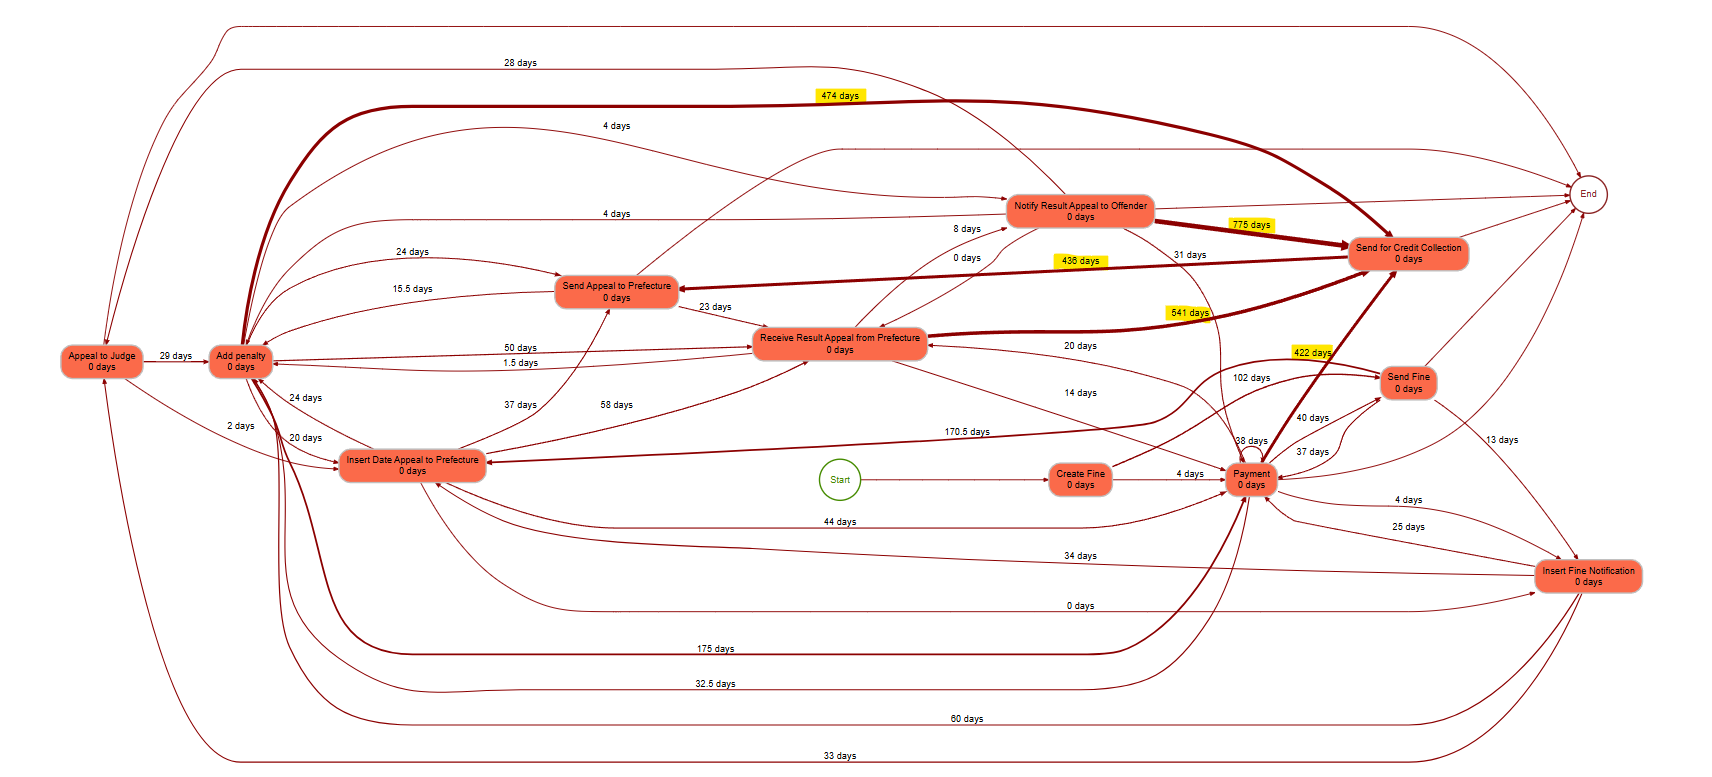 28 days
474 days
4 days
End
Notify Result Appeal to Offender
0 days
4 days
775 days
8 days
Send for Credit Collection
0 days
24 days
0 days
436 days
31 days
Send Appeal to Prefecture
0 days
15.5 days
23 days
541 days
Receive Result Appeal from Prefecture
0 days
20 days
422 days
Appeal to Judge
0 days
29 days
Add penalty
0 days
50 days
1.5 days
102 days
Send Fine
0 days
14 days
24 days
37 days
58 days
40 days
2 days
20 days
170.5 days
38 days
13 days
37 days
Insert Date Appeal to Prefecture
0 days
Start
Create Fine
0 days
4 days
Payment
0 days
4 days
44 days
25 days
34 days
Insert Fine Notification
0 days
0 days
175 days
32.5 days
60 days
33 days